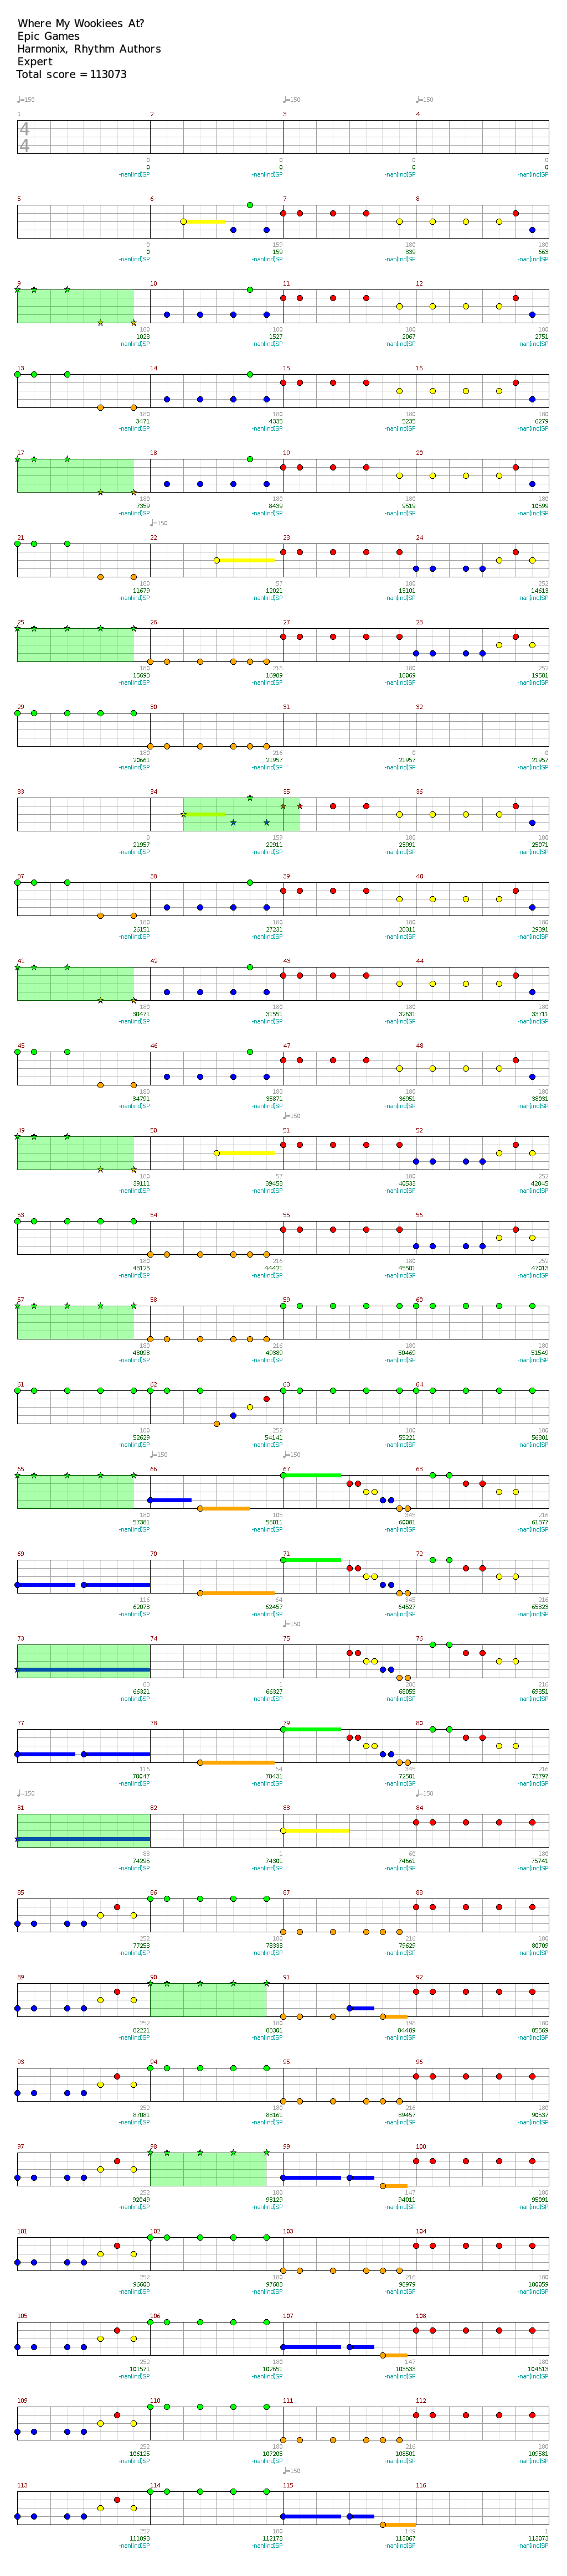 Where My Wookiees At?
Epic Games
Harmonix, Rhythm Authors
Expert
Total score = 113073
♩=150 ♩=150 ♩=150
1 2 3 4
4
4
0 0 0 0
0 0 0 0
-nan(ind)SP -nan(ind)SP -nan(ind)SP -nan(ind)SP
5 6 7 8
0 159 180 180
0 159 339 663
-nan(ind)SP -nan(ind)SP -nan(ind)SP -nan(ind)SP
9 10 11 12
180 180 180 180
1023 1527 2067 2751
-nan(ind)SP -nan(ind)SP -nan(ind)SP -nan(ind)SP
13 14 15 16
180 180 180 180
3471 4335 5235 6279
-nan(ind)SP -nan(ind)SP -nan(ind)SP -nan(ind)SP
17 18 19 20
180 180 180 180
7359 8439 9519 10599
-nan(ind)SP -nan(ind)SP -nan(ind)SP -nan(ind)SP
♩=150
21 22 23 24
180 57 180 252
11679 12021 13101 14613
-nan(ind)SP -nan(ind)SP -nan(ind)SP -nan(ind)SP
25 26 27 28
180 216 180 252
15693 16989 18069 19581
-nan(ind)SP -nan(ind)SP -nan(ind)SP -nan(ind)SP
29 30 31 32
180 216 0 0
20661 21957 21957 21957
-nan(ind)SP -nan(ind)SP -nan(ind)SP -nan(ind)SP
33 34 35 36
0 159 180 180
21957 22911 23991 25071
-nan(ind)SP -nan(ind)SP -nan(ind)SP -nan(ind)SP
37 38 39 40
180 180 180 180
26151 27231 28311 29391
-nan(ind)SP -nan(ind)SP -nan(ind)SP -nan(ind)SP
41 42 43 44
180 180 180 180
30471 31551 32631 33711
-nan(ind)SP -nan(ind)SP -nan(ind)SP -nan(ind)SP
45 46 47 48
180 180 180 180
34791 35871 36951 38031
-nan(ind)SP -nan(ind)SP -nan(ind)SP -nan(ind)SP
♩=150
49 50 51 52
180 57 180 252
39111 39453 40533 42045
-nan(ind)SP -nan(ind)SP -nan(ind)SP -nan(ind)SP
53 54 55 56
180 216 180 252
43125 44421 45501 47013
-nan(ind)SP -nan(ind)SP -nan(ind)SP -nan(ind)SP
57 58 59 60
180 216 180 180
48093 49389 50469 51549
-nan(ind)SP -nan(ind)SP -nan(ind)SP -nan(ind)SP
61 62 63 64
180 252 180 180
52629 54141 55221 56301
-nan(ind)SP -nan(ind)SP -nan(ind)SP -nan(ind)SP
♩=150 ♩=150
65 66 67 68
180 105 345 216
57381 58011 60081 61377
-nan(ind)SP -nan(ind)SP -nan(ind)SP -nan(ind)SP
69 70 71 72
116 64 345 216
62073 62457 64527 65823
-nan(ind)SP -nan(ind)SP -nan(ind)SP -nan(ind)SP
♩=150
73 74 75 76
83 1 288 216
66321 66327 68055 69351
-nan(ind)SP -nan(ind)SP -nan(ind)SP -nan(ind)SP
77 78 79 80
116 64 345 216
70047 70431 72501 73797
-nan(ind)SP -nan(ind)SP -nan(ind)SP -nan(ind)SP
♩=150 ♩=150
81 82 83 84
83 1 60 180
74295 74301 74661 75741
-nan(ind)SP -nan(ind)SP -nan(ind)SP -nan(ind)SP
85 86 87 88
252 180 216 180
77253 78333 79629 80709
-nan(ind)SP -nan(ind)SP -nan(ind)SP -nan(ind)SP
89 90 91 92
252 180 198 180
82221 83301 84489 85569
-nan(ind)SP -nan(ind)SP -nan(ind)SP -nan(ind)SP
93 94 95 96
252 180 216 180
87081 88161 89457 90537
-nan(ind)SP -nan(ind)SP -nan(ind)SP -nan(ind)SP
97 98 99 100
252 180 147 180
92049 93129 94011 95091
-nan(ind)SP -nan(ind)SP -nan(ind)SP -nan(ind)SP
101 102 103 104
252 180 216 180
96603 97683 98979 100059
-nan(ind)SP -nan(ind)SP -nan(ind)SP -nan(ind)SP
105 106 107 108
252 180 147 180
101571 102651 103533 104613
-nan(ind)SP -nan(ind)SP -nan(ind)SP -nan(ind)SP
109 110 111 112
252 180 216 180
106125 107205 108501 109581
-nan(ind)SP -nan(ind)SP -nan(ind)SP -nan(ind)SP
♩=150
113 114 115 116
252 180 149 1
111093 112173 113067 113073
-nan(ind)SP -nan(ind)SP -nan(ind)SP -nan(ind)SP